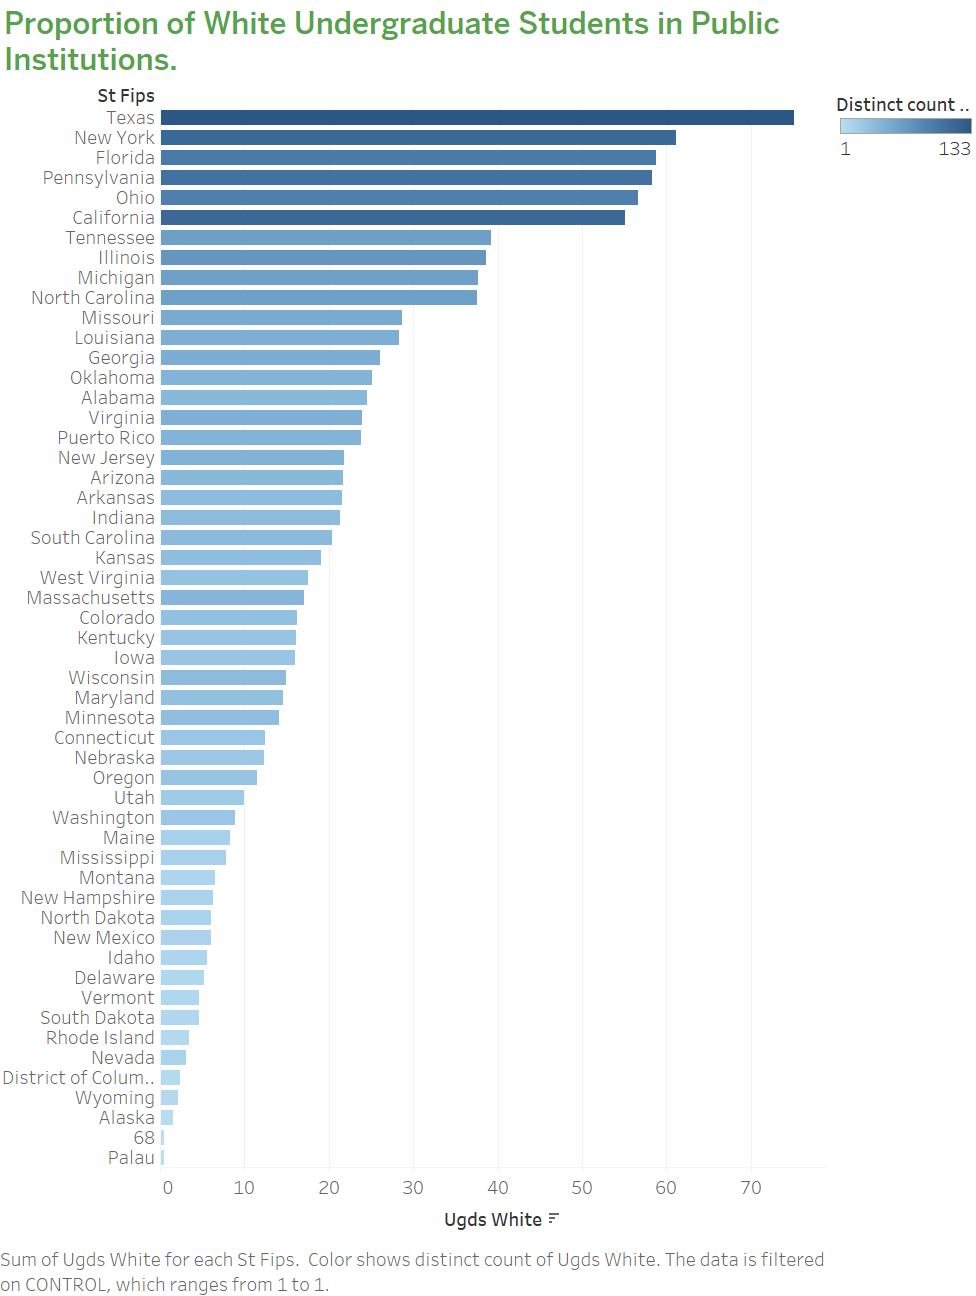 Proportion of White Undergraduate Students in Public
Institutions.
St Fips
Distinct count ..
1 133
Texas
New York
Florida
Pennsylvania
Ohio
California
Tennessee
Illinois
Michigan
North Carolina
Missouri
Louisiana
Georgia
Oklahoma
Alabama
Virginia
Puerto Rico
New Jersey
Arizona
Arkansas
Indiana
South Carolina
Kansas
West Virginia
Massachusetts
Colorado
Kentucky
Iowa
Wisconsin
Maryland
Minnesota
Connecticut
Nebraska
Oregon
Utah
Washington
Maine
Mississippi
Montana
New Hampshire
North Dakota
New Mexico
Idaho
Delaware
Vermont
South Dakota
Rhode Island
Nevada
District of Colum..
Wyoming
Alaska
68
Palau
0 10 20 30 40 50 60 70
Ugds White
Sum of Ugds White for each St Fips. Color shows distinct count of Ugds White. The data is filtered
on CONTROL, which ranges from 1 to 1.